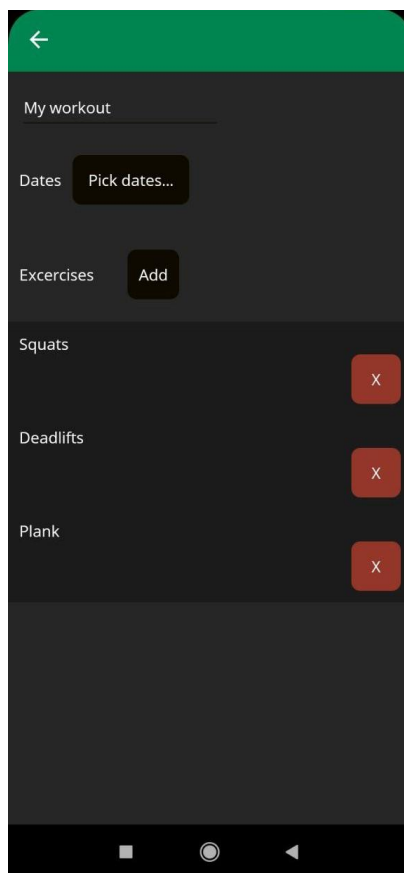 My workout
Dates Pick dates...
Excercises Add
Squats
X
Deadlifts
X
Plank
X